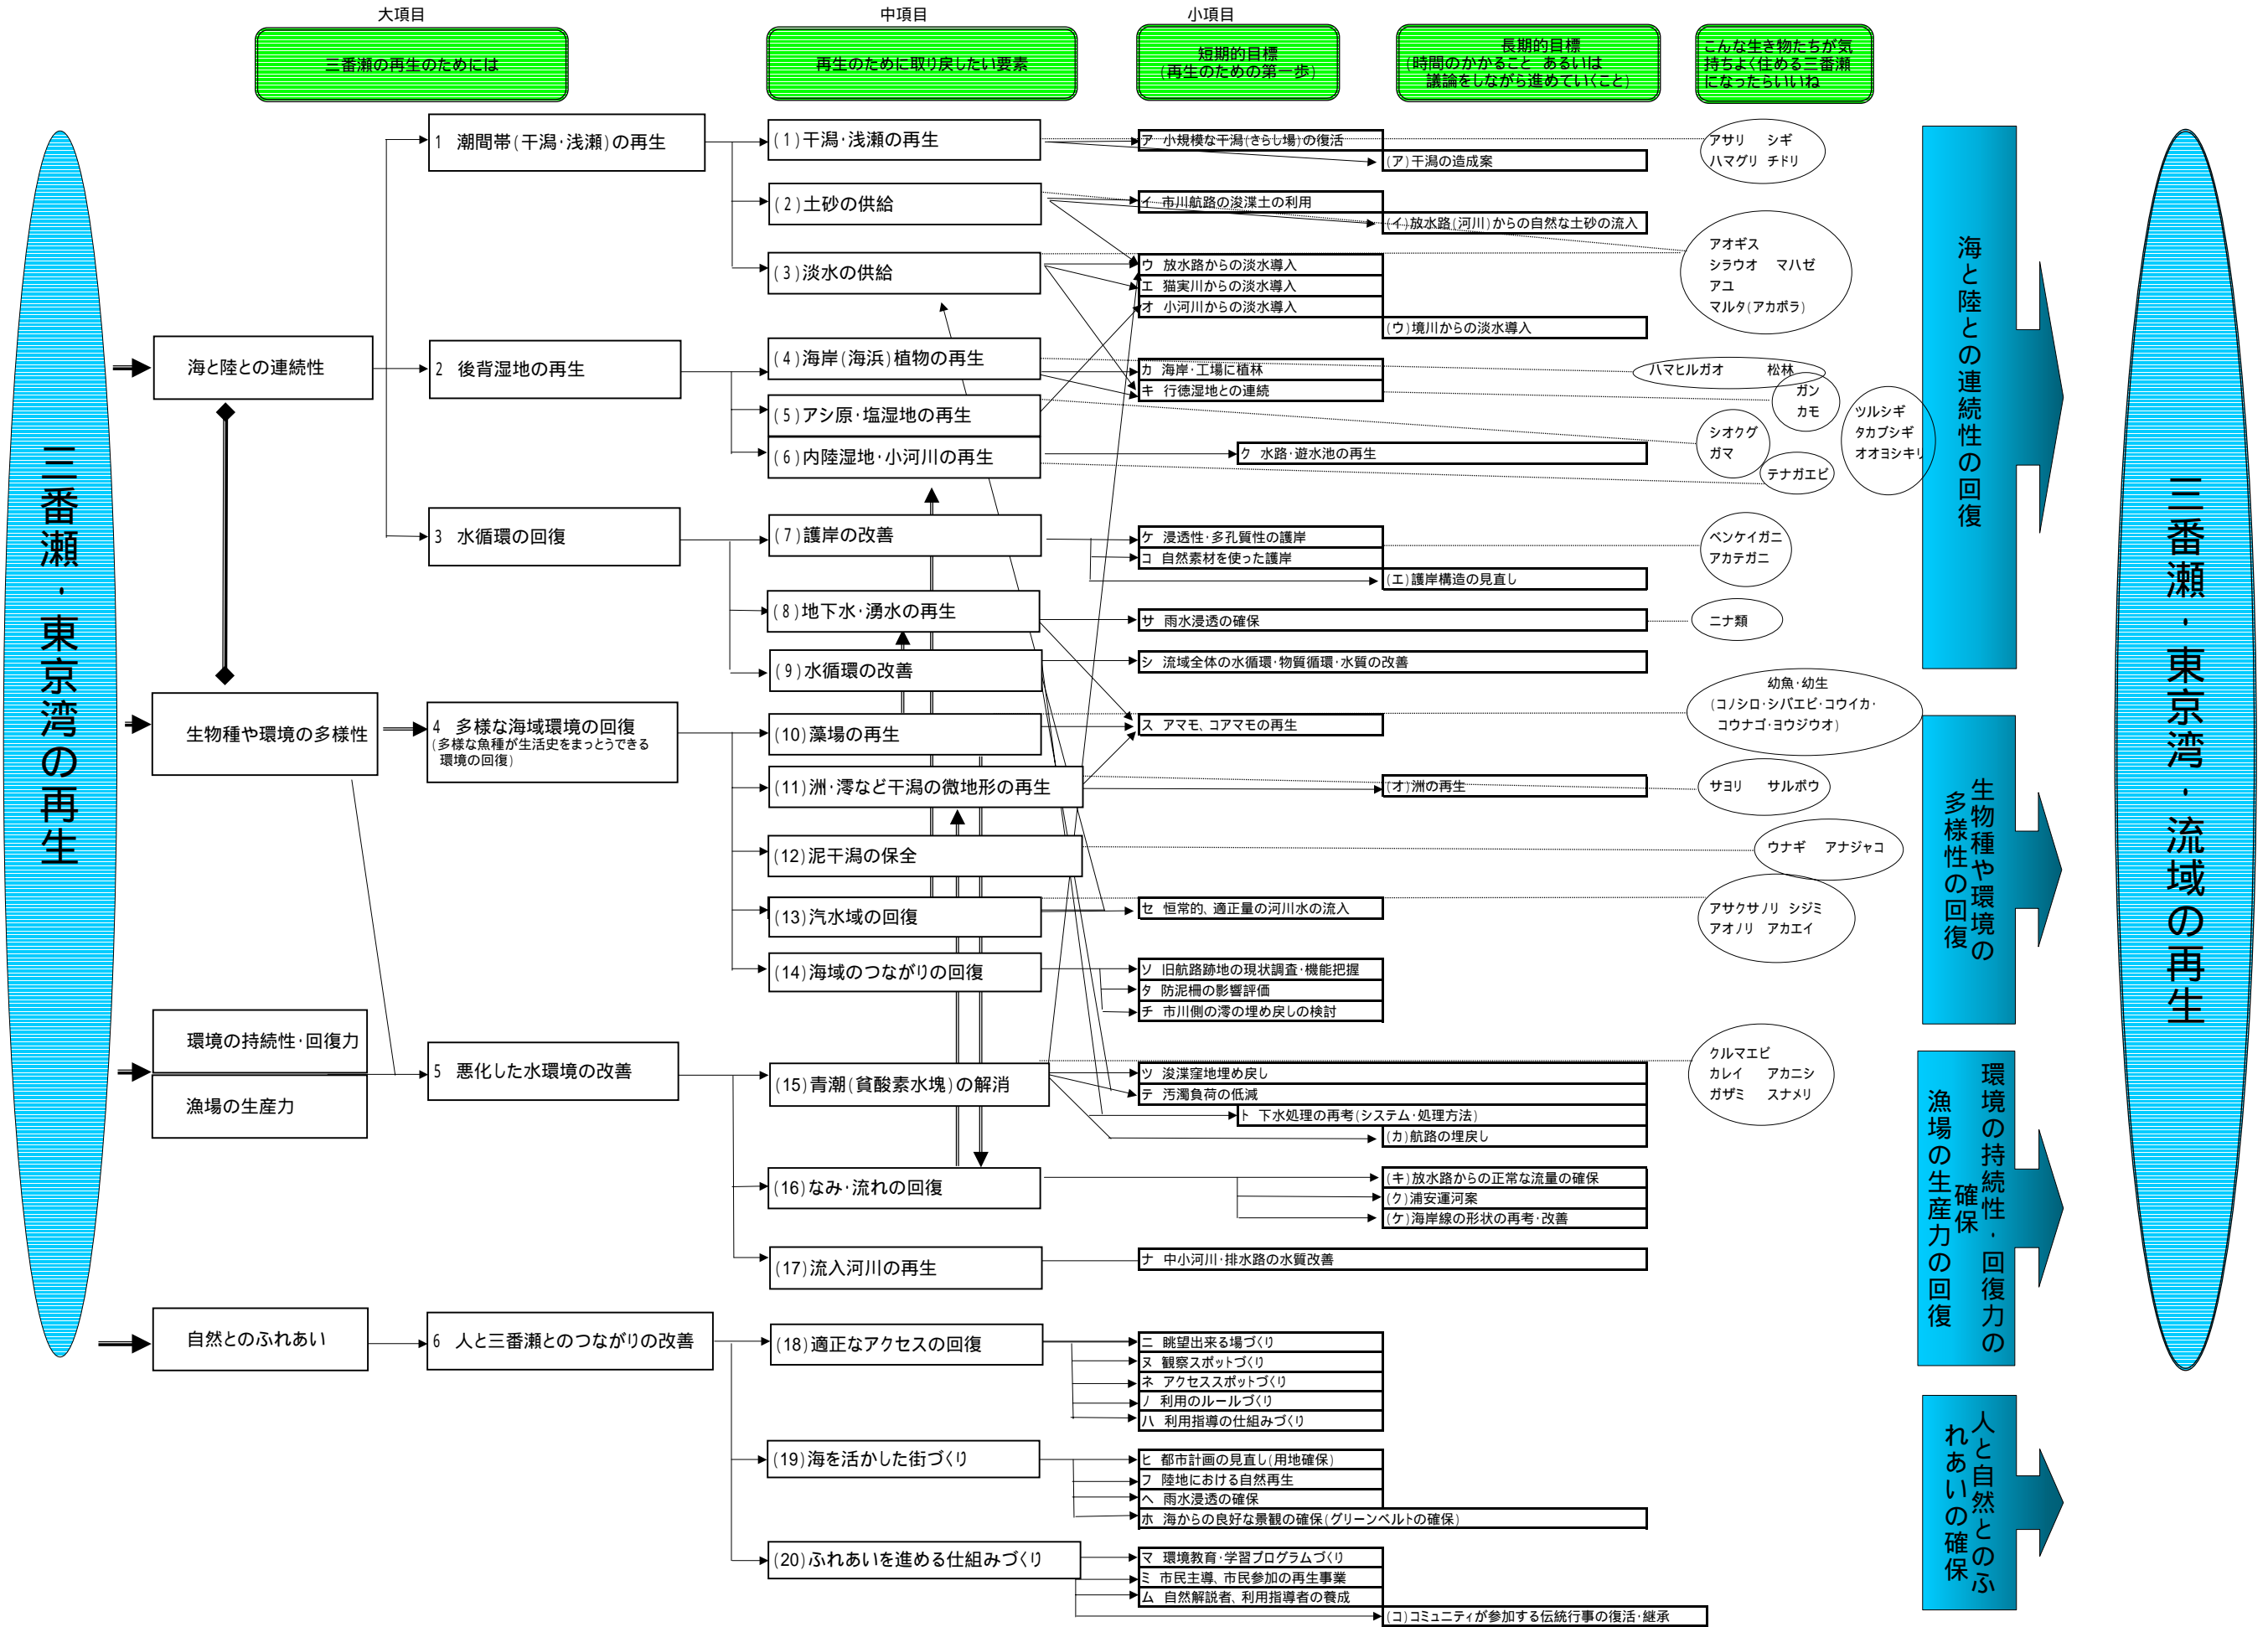 大項目
中項目
小項目
三番瀬の再生のためには
再生のために取り戻したい要素
短期的目標
(再生のための第一歩)
長期的目標
(時間のかかること あるいは
議論をしながら進めていくこと)
こんな生き物たちが気
持ちよく住める三番瀬
になったらいいね
三番瀬・東京湾の再生
海と陸との連続性
生物種や環境の多様性
環境の持続性・回復力
漁場の生産力
自然とのふれあい
1 潮間帯(干潟・浅瀬)の再生
2 後背湿地の再生
3 水循環の回復
4 多様な海域環境の回復
(多様な魚種が生活史をまっとうできる
環境の回復)
5 悪化した水環境の改善
6 人と三番瀬とのつながりの改善
(1)干潟・浅瀬の再生
(2)土砂の供給
(3)淡水の供給
(4)海岸(海浜)植物の再生
(5)アシ原・塩湿地の再生
(6)内陸湿地・小河川の再生
(7)護岸の改善
(8)地下水・湧水の再生
(9)水循環の改善
(10)藻場の再生
(11)洲・澪など干潟の微地形の再生
(12)泥干潟の保全
(13)汽水域の回復
(14)海域のつながりの回復
(15)青潮(貧酸素水塊)の解消
(16)なみ・流れの回復
(17)流入河川の再生
(18)適正なアクセスの回復
(19)海を活かした街づくり
(20)ふれあいを進める仕組みづくり
ア 小規模な干潟(さらし場)の復活
(ア)干潟の造成案
イ 市川航路の浚渫土の利用
(イ)放水路(河川)からの自然な土砂の流入
ウ 放水路からの淡水導入
エ 猫実川からの淡水導入
オ 小河川からの淡水導入
(ウ)境川からの淡水導入
カ 海岸・工場に植林
キ 行徳湿地との連続
ク 水路・遊水池の再生
ケ 浸透性・多孔質性の護岸
コ 自然素材を使った護岸
(エ)護岸構造の見直し
サ 雨水浸透の確保
シ 流域全体の水循環・物質循環・水質の改善
ス アマモ、コアマモの再生
(オ)洲の再生
セ 恒常的、適正量の河川水の流入
ソ 旧航路跡地の現状調査・機能把握
タ 防泥柵の影響評価
チ 市川側の澪の埋め戻しの検討
ツ 浚渫窪地埋め戻し
テ 汚濁負荷の低減
ト 下水処理の再考(システム・処理方法)
(カ)航路の埋戻し
(キ)放水路からの正常な流量の確保
(ク)浦安運河案
(ケ)海岸線の形状の再考・改善
ナ 中小河川・排水路の水質改善
ニ 眺望出来る場づくり
ヌ 観察スポットづくり
ネ アクセススポットづくり
ノ 利用のルールづくり
ハ 利用指導の仕組みづくり
ヒ 都市計画の見直し(用地確保)
フ 陸地における自然再生
ヘ 雨水浸透の確保
ホ 海からの良好な景観の確保(グリーンベルトの確保)
マ 環境教育・学習プログラムづくり
ミ 市民主導、市民参加の再生事業
ム 自然解説者、利用指導者の養成
(コ)コミュニティが参加する伝統行事の復活・継承
アサリ シギ
ハマグリ チドリ
アオギス
シラウオ マハゼ
アユ
マルタ(アカボラ)
ハマヒルガオ 松林
ガン
カモ
ツルシギ
タカブシギ
オオヨシキリ
シオクグ
ガマ
テナガエビ
ベンケイガニ
アカテガニ
ニナ類
幼魚・幼生
(コノシロ・シバエビ・コウイカ・
コウナゴ・ヨウジウオ)
サヨリ サルボウ
ウナギ アナジャコ
アサクサノリ シジミ
アオノリ アカエイ
クルマエビ
カレイ アカニシ
ガザミ スナメリ
海と陸との連続性の回復
生物種や環境の
多様性の回復
環境の持続性・回復力の
確保
漁場の生産力の回復
人と自然とのふ
れあいの確保
三番瀬・東京湾・流域の再生